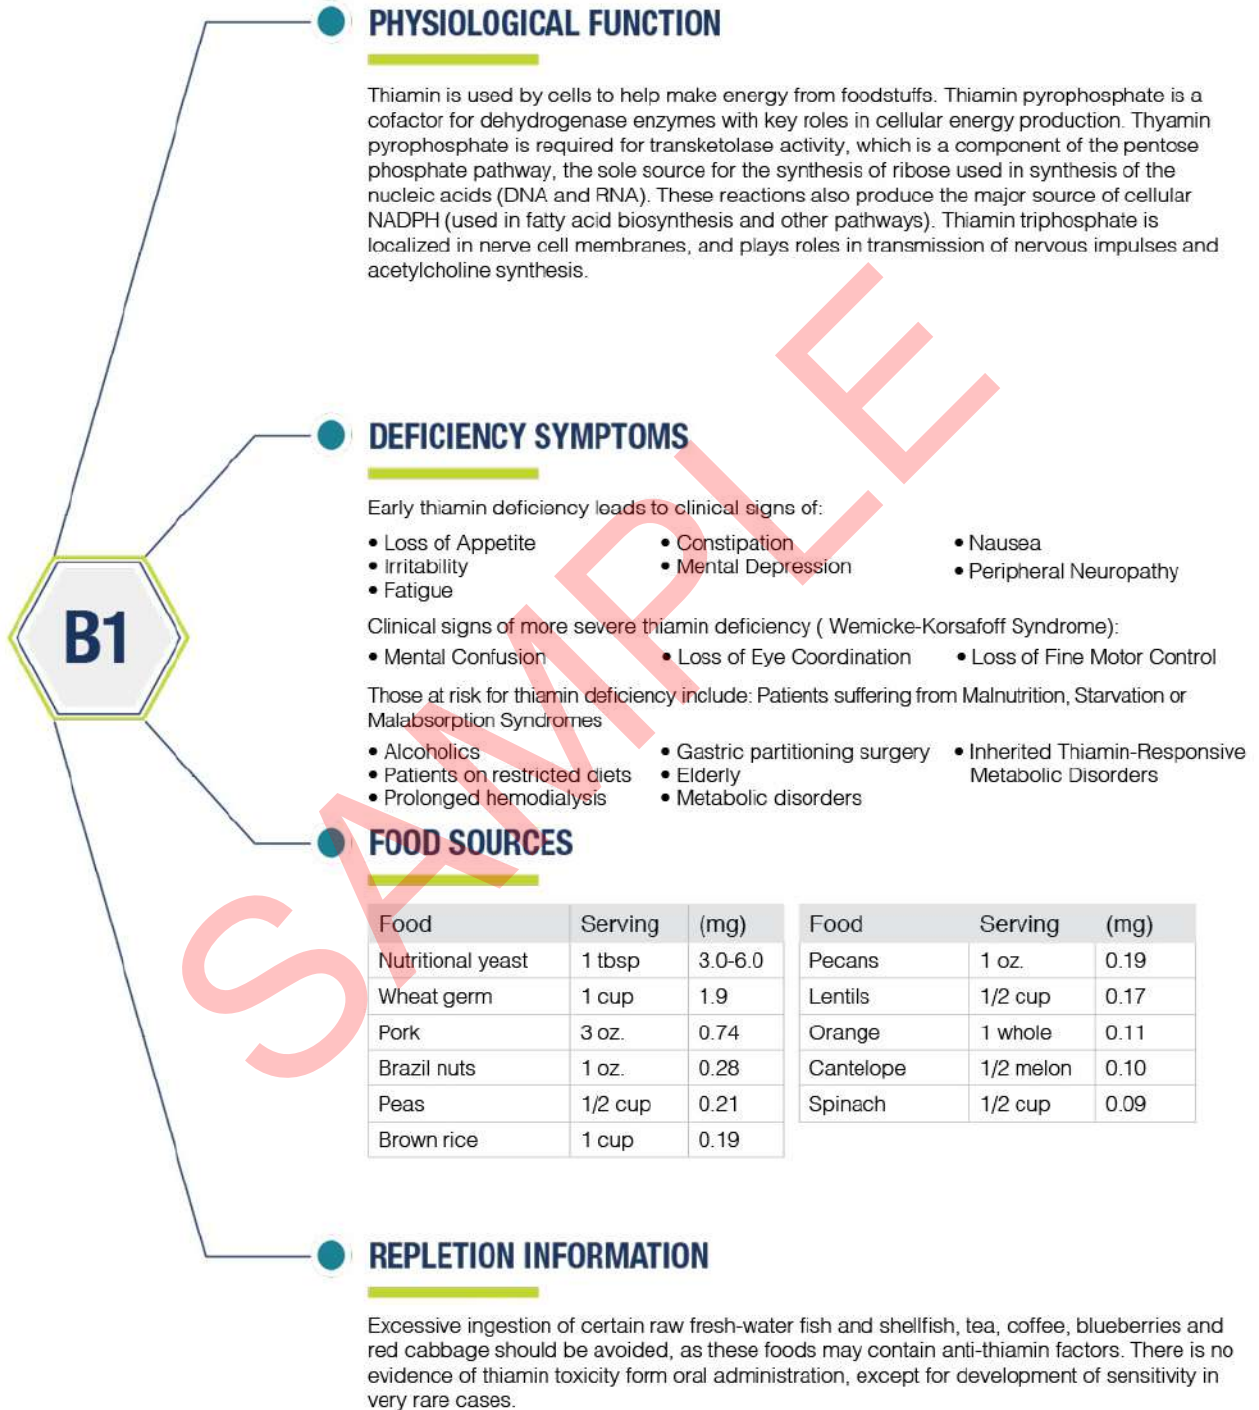 PHYSIOLOGICAL FUNCTION
Thiamin is used by cells to help make energy from foodstuffs. Thiamin pyrophosphate is a
cofactor for dehydrogenase enzymes with key roles in cellular energy production. Thyamin
pyrophosphate is required for transketolase activity, which is a component of the pentose
phosphate pathway, the sole source for the synthesis of ribose used in synthesis of the
nucleic acids (DNA and RNA). These reactions also produce the major source of cellular
NADPH (used in fatty acid biosynthesis and other pathways). Thiamin triphosphate is
localized in nerve cell membranes, and plays roles in transmission of nervous impulses and
acetylcholine synthesis.
DEFICIENCY SYMPTOMS
Early thiamin deficiency leads to clinical signs of:
• Loss of Appetite • Constipation • Nausea
• Irritability • Mental Depression • Peripheral Neuropathy
• Fatigue
B1
Clinical signs of more severe thiamin deficiency ( Wemicke-Korsafoff Syndrome):
• Mental Confusion • Loss of Eye Coordination • Loss of Fine Motor Control
Those at risk for thiamin deficiency include: Patients suffering from Malnutrition, Starvation or
Malabsorption Syndromes
• Alcoholics • Gastric partitioning surgery • Inherited Thiamin-Responsive
• Patients on restricted diets • Elderly Metabolic Disorders
• Prolonged hemodialysis • Metabolic disorders
FOOD SOURCES
Food Serving (mg) Food Serving (mg)
Nutritional yeast 1 tbsp 3.0-6.0 Pecans 1 oz. 0.19
Wheat germ 1 cup 1.9 Lentils 1/2 cup 0.17
Pork 3 oz. 0.74 Orange 1 whole 0.11
Brazil nuts 1 oz. 0.28 Cantelope 1/2 melon 0.10
Peas 1/2 cup 0.21 Spinach 1/2 cup 0.09
Brown rice 1 cup 0.19
REPLETION INFORMATION
Excessive ingestion of certain raw fresh-water fish and shellfish, tea, coffee, blueberries and
red cabbage should be avoided, as these foods may contain anti-thiamin factors. There is no
evidence of thiamin toxicity form oral administration, except for development of sensitivity in
very rare cases.
SAMPLE